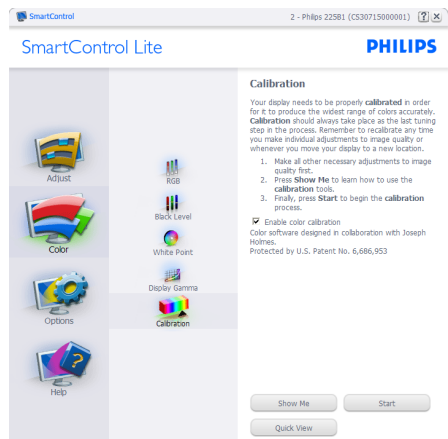 SmartControl
2 - Philips 225B1 (CS30715000001)
SmartControl Lite
PHILIPS
Adjust
Color
Options
Help
RGB
Black Level
White Point
Display Gamma
Calibration
Calibration
Your display needs to be properly calibrated in order
for it to produce the widest range of colors accurately.
Calibration should always take place as the last tuning
step in the process. Remember to recalibrate any time
you make individual adjustments to image quality or
whenever you move your display to a new location.
1. Make all other necessary adjustments to image
quality first.
2. Press Show Me to learn how to use the
calibration tools.
3. Finally, press Start to begin the calibration
process.
Enable color calibration
Color software designed in collaboration with Joseph
Holmes.
Protected by U.S. Patent No. 6,686,953
Show Me
Start
Quick View